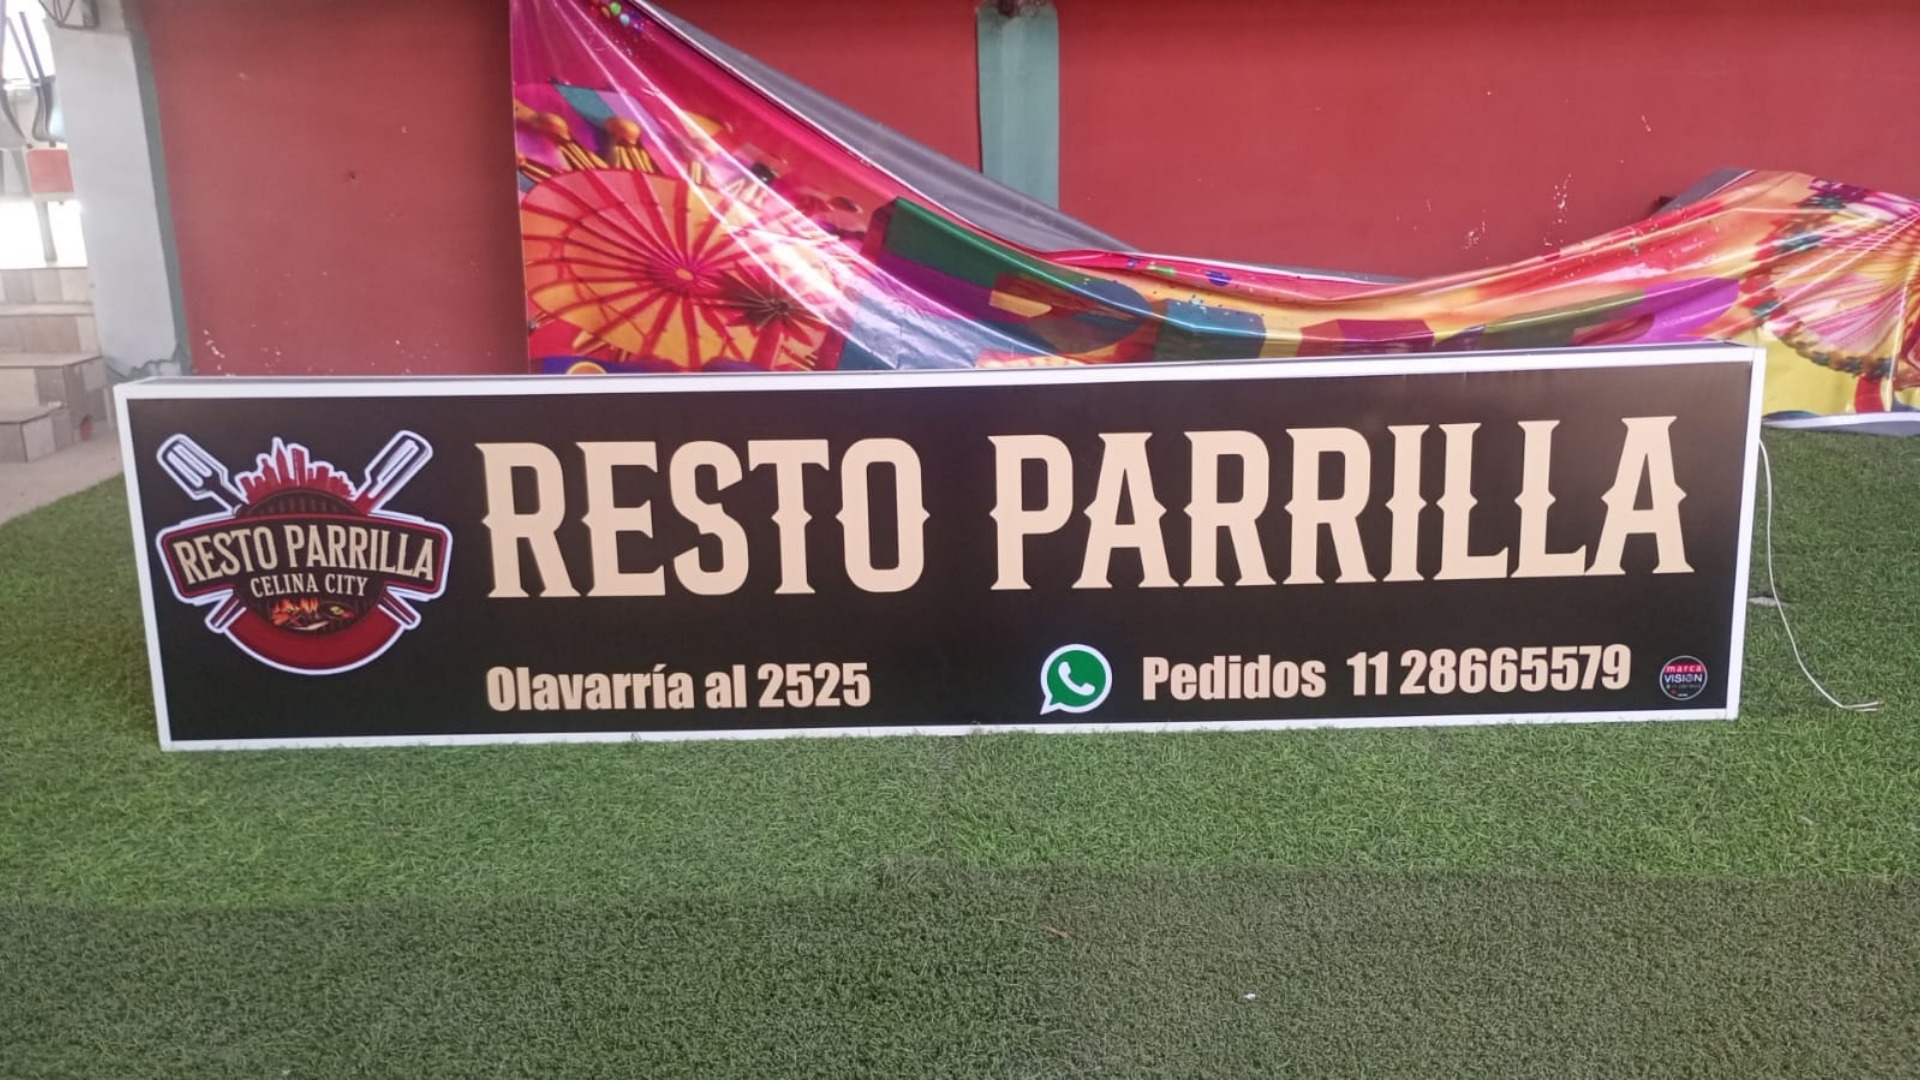 RESTO PARRILLA
CELINA CITY
RESTO PARRILLA
Olavarría al 2525
Pedidos 11 28665579
marca
VISION